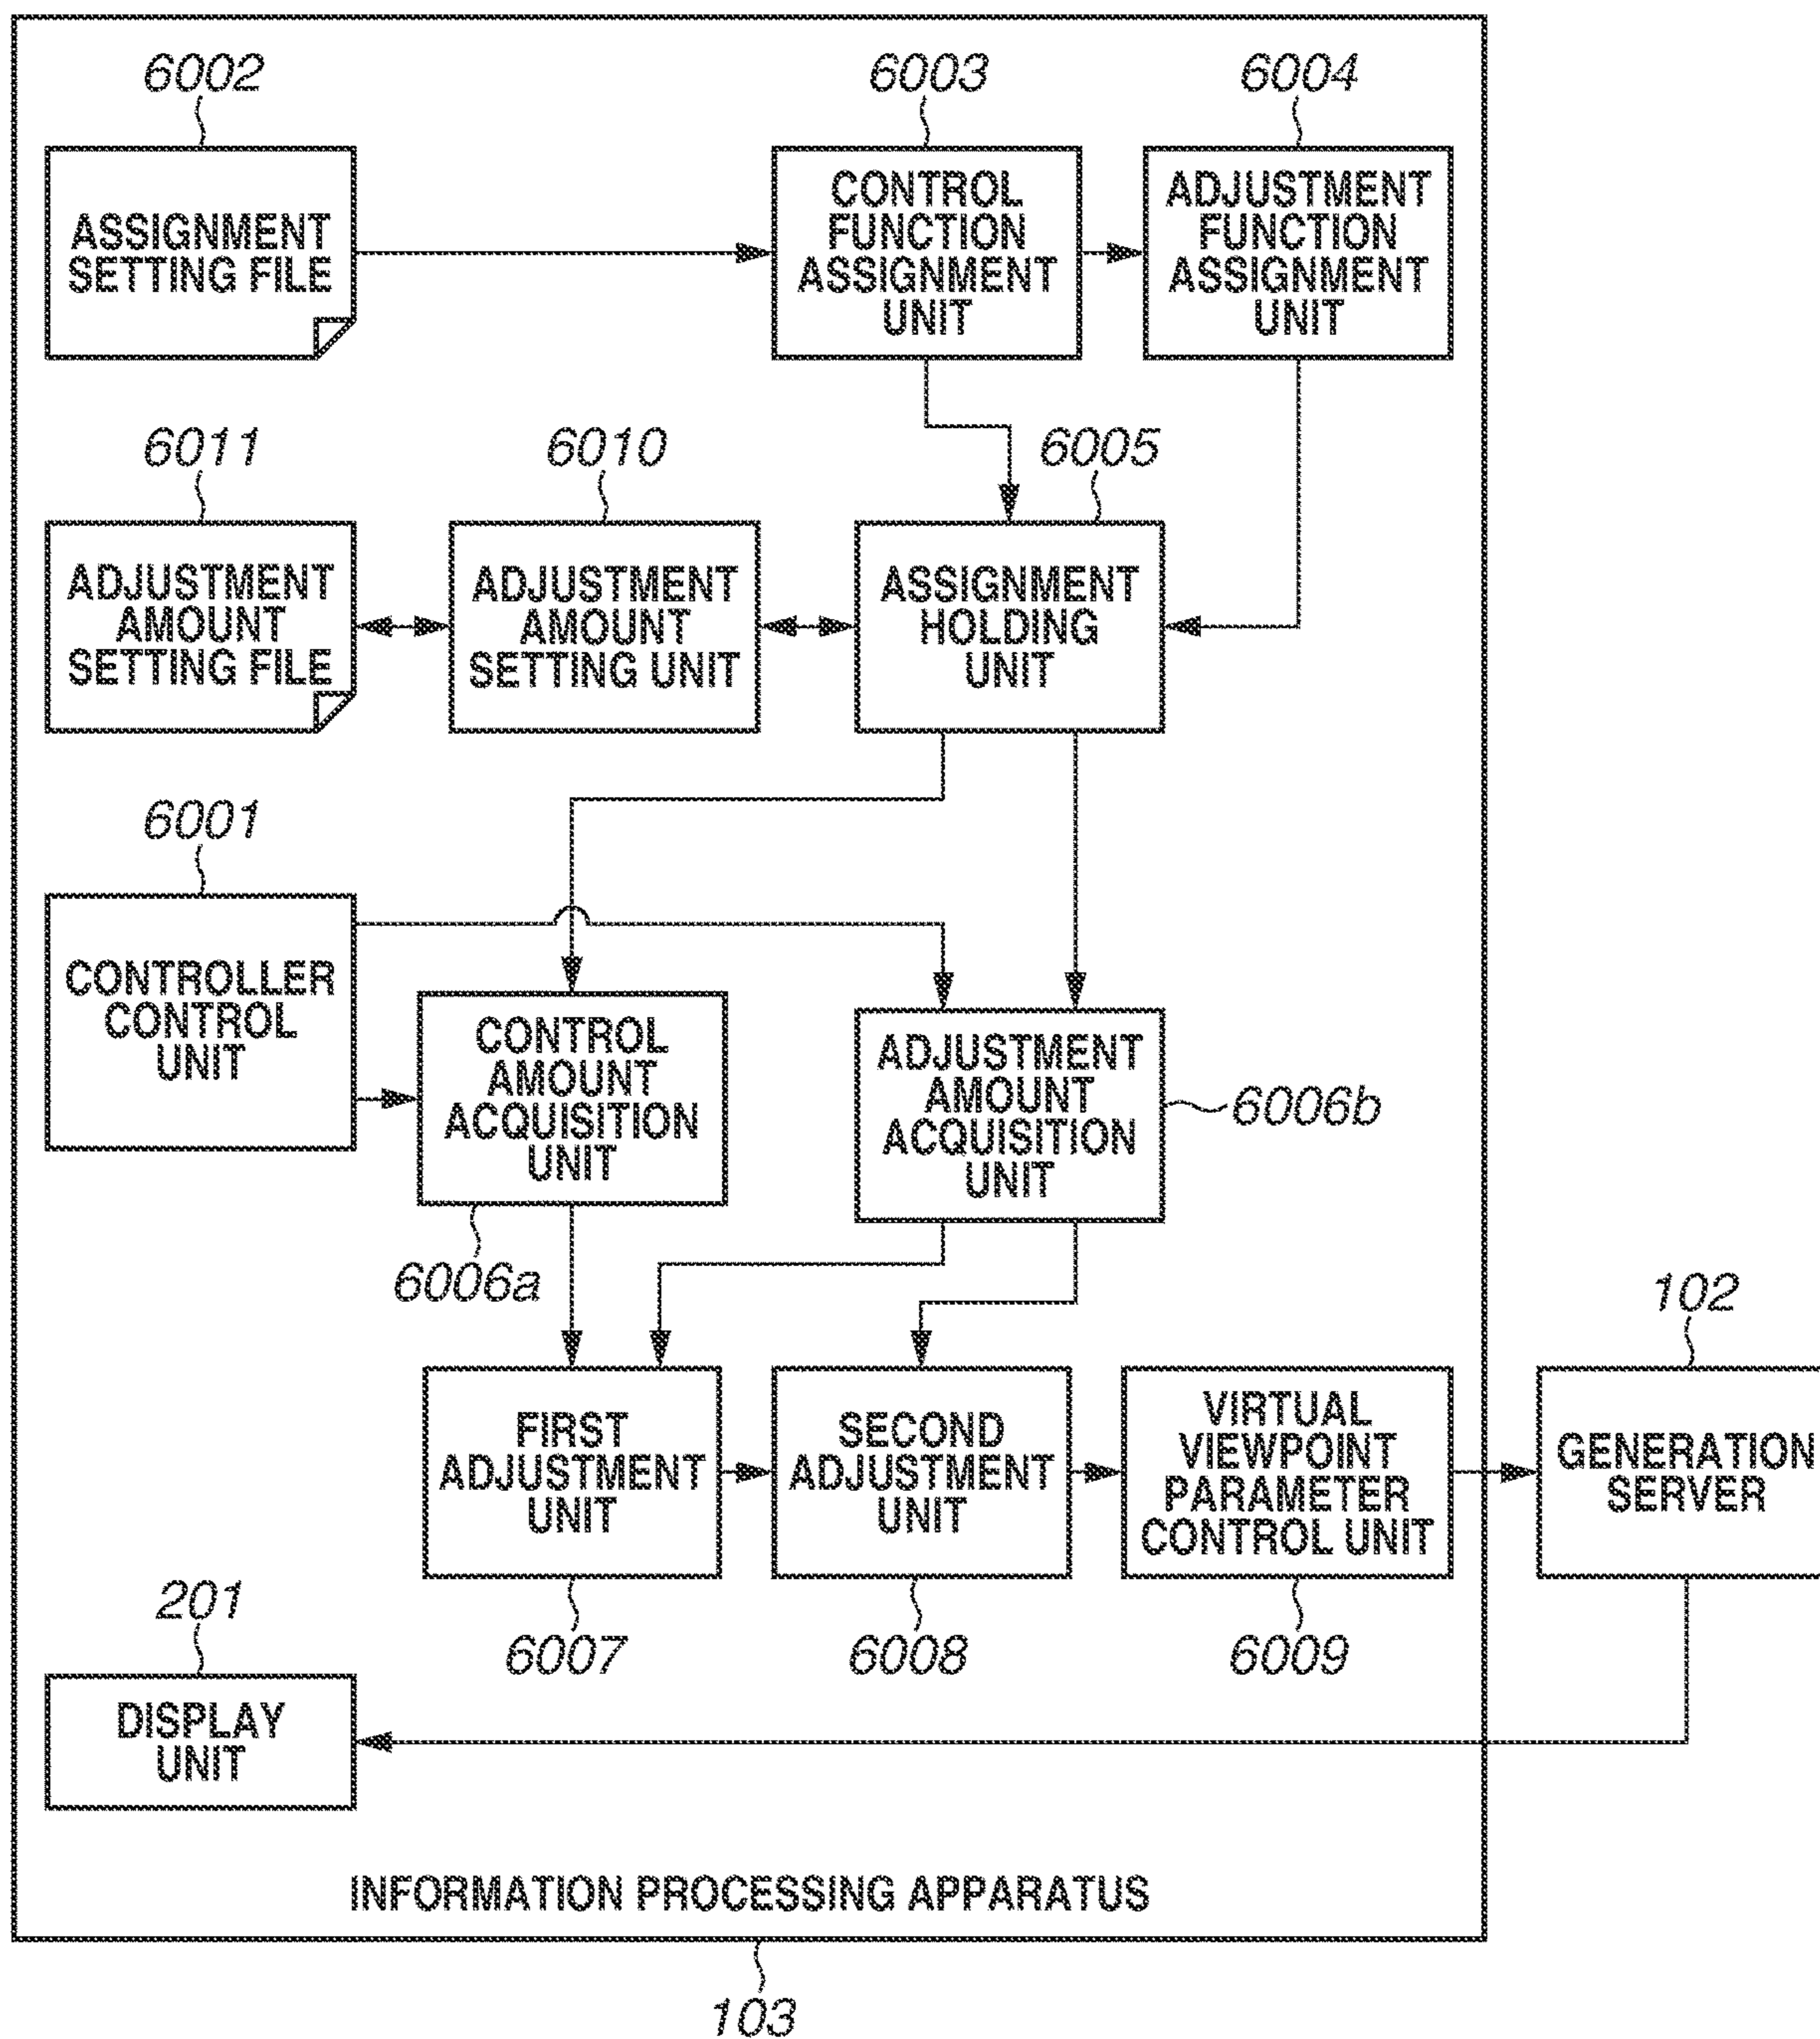 6002
6003
6004
ASSIGNMENT
SETTING FILE
CONTROL
FUNCTION
ASSIGNMENT
UNIT
ADJUSTMENT
FUNCTION
ASSIGNMENT
UNIT
6011
6010
6005
ADJUSTMENT
AMOUNT
SETTING FILE
ADJUSTMENT
AMOUNT
SETTING UNIT
ASSIGNMENT
HOLDING
UNIT
6001
CONTROLLER
CONTROL
UNIT
CONTROL
AMOUNT
ACQUISITION
UNIT
ADJUSTMENT
AMOUNT
ACQUISITION
UNIT
6006b
6006a
102
FIRST
ADJUSTMENT
UNIT
SECOND
ADJUSTMENT
UNIT
VIRTUAL
VIEWPOINT
PARAMETER
CONTROL UNIT
GENERATION
SERVER
201
6007
6008
6009
DISPLAY
UNIT
INFORMATION PROCESSING APPARATUS
103